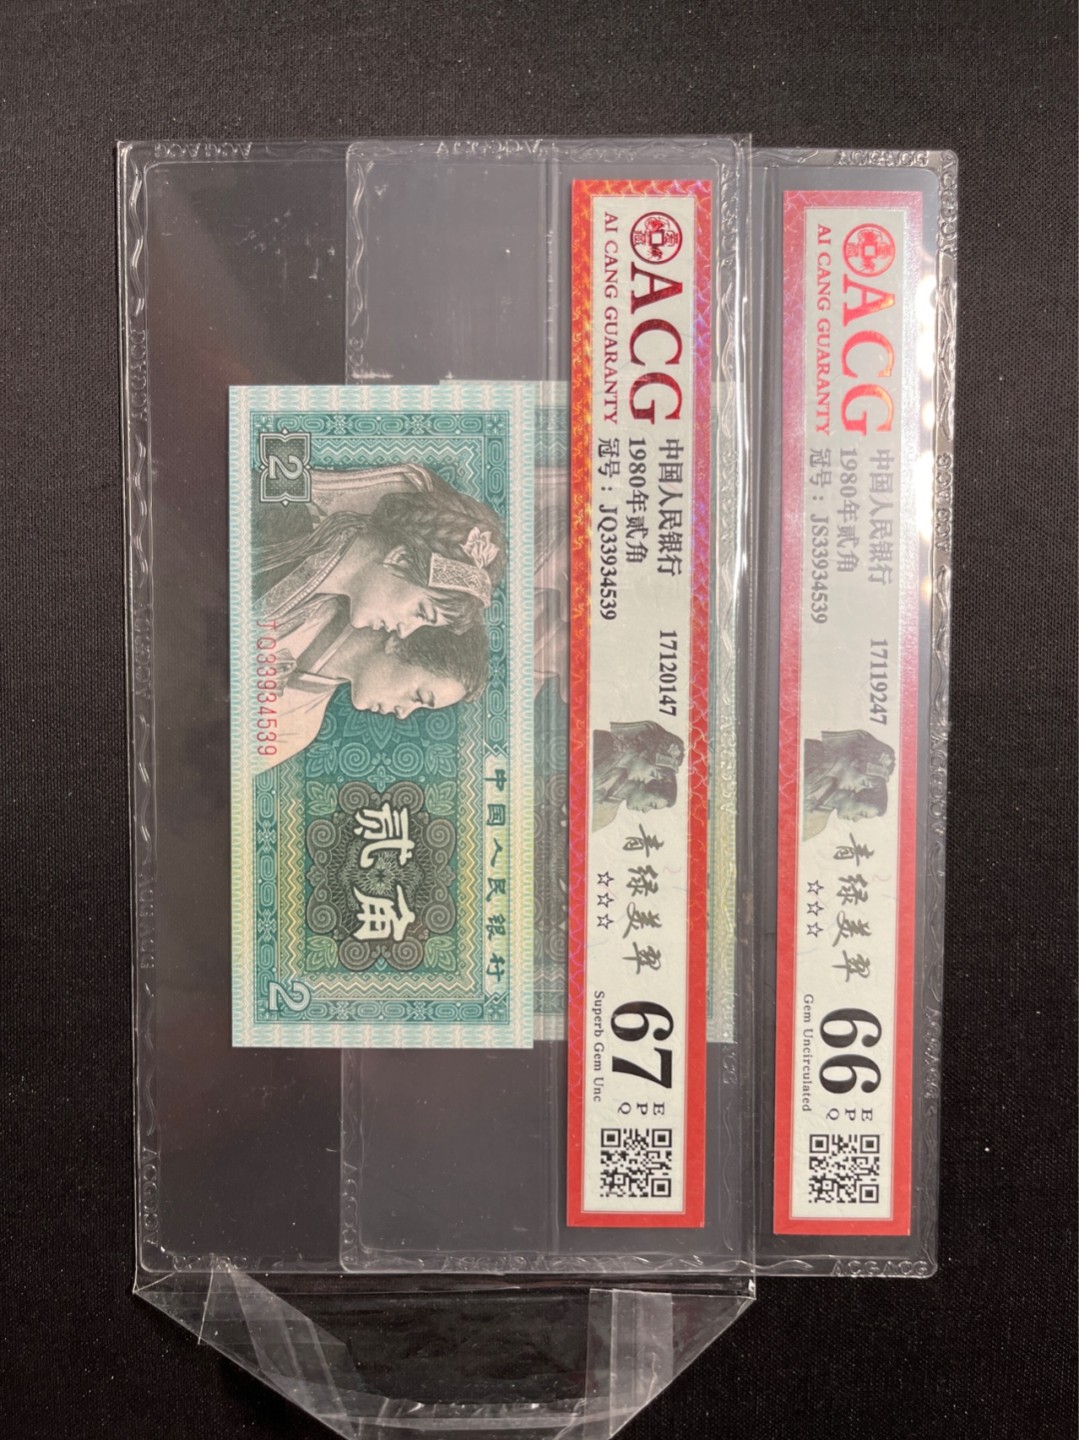 ACG
AI CANG GUARANTY
中国人民银行
1980年贰角
冠号：JS33934539
17119247
青绿美翠
☆☆☆
66
EPQ
Gem Uncirculated
ACG
AI CANG GUARANTY
中国人民银行
1980年贰角
冠号：JQ33934539
17120147
青绿美翠
☆☆☆
67
EPQ
Superb Gem Unc
中国人民银行
贰角
2
2
JQ33934539